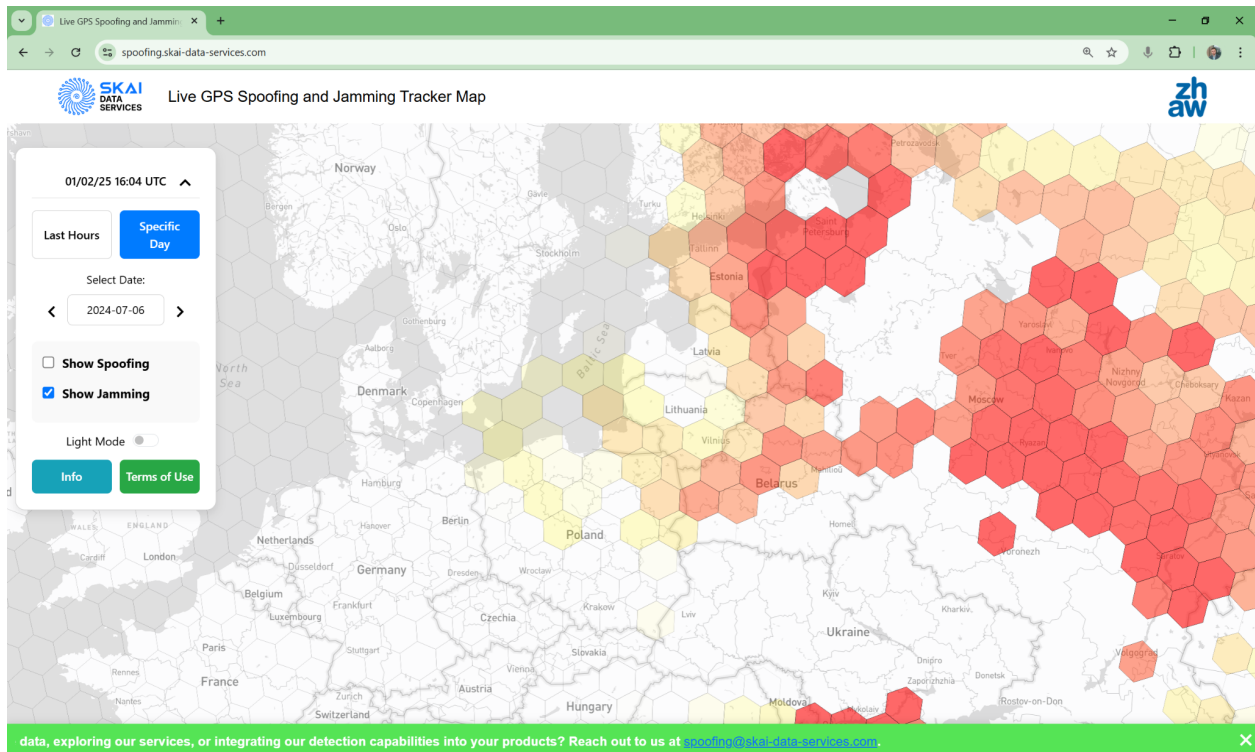 Live GPS Spoofing and Jammin
spoofing.skai-data-services.com
SKAI
DATA
SERVICES
Live GPS Spoofing and Jamming Tracker Map
zh
aw
01/02/25 16:04 UTC
Last Hours
Specific
Day
Select Date:
2024-07-06
Show Spoofing
Show Jamming
Light Mode
Info
Terms of Use
Petrozavodsk
Norway
Gävle
Turku
Bergen
Helsinki
Saint
Petersburg
Oslo
Tallinn
Stockholm
Estonia
Gothenburg
Yaroslavl
Baltic Sea
Aalborg
Latvia
Ivanovo
Tver
North
Sea
Nizhny
Novgorod
Cheboksary
Denmark
Copenhagen
Moscow
Kazan
Lithuania
Vilnius
Ryazan
Ulyanovsk
Mahilioŭ
Hamburg
Belarus
WALES
ENGLAND
Hanover
Berlin
Homel
Poland
Netherlands
Cardiff
London
Voronezh
Saratov
Düsseldorf
Germany
Dresden
Wrocław
Belgium
Kyiv
Frankfurt
Krakow
Kharkiv
Luxembourg
Czechia
Lviv
Ukraine
Paris
Stuttgart
Slovakia
Volgograd
Rennes
Vienna
Dnipro
France
Donetsk
Zaporizhzhia
Austria
Nantes
Zurich
Hungary
Moldova
Mykolaiv
Rostov-on-Don
Switzerland
data, exploring our services, or integrating our detection capabilities into your products? Reach out to us at spoofing@skai-data-services.com.